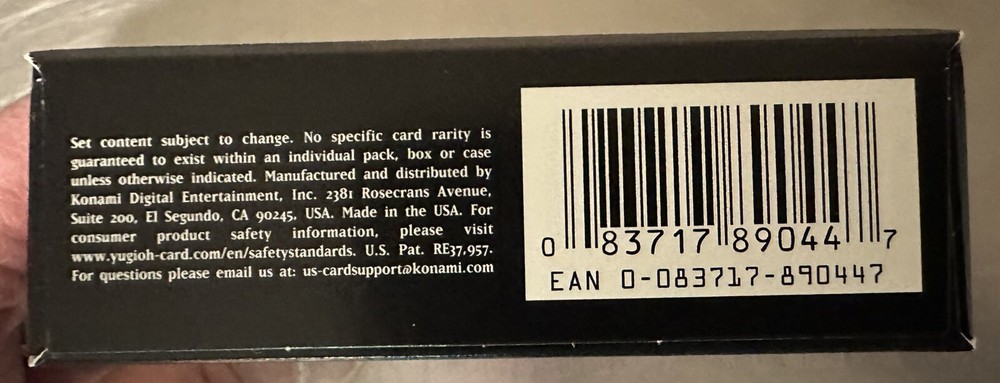 Set content subject to change. No specific card rarity is
guaranteed to exist within an individual pack, box or case
unless otherwise indicated. Manufactured and distributed by
Konami Digital Entertainment, Inc. 2381 Rosecrans Avenue,
Suite 200, El Segundo, CA 90245, USA. Made in the USA. For
consumer product safety information, please visit
www.yugioh-card.com/en/safetystandards. U.S. Pat. RE37,957.
For questions please email us at: us-cardsupport@konami.com
0 83717 89044 7
EAN 0-083717-890447